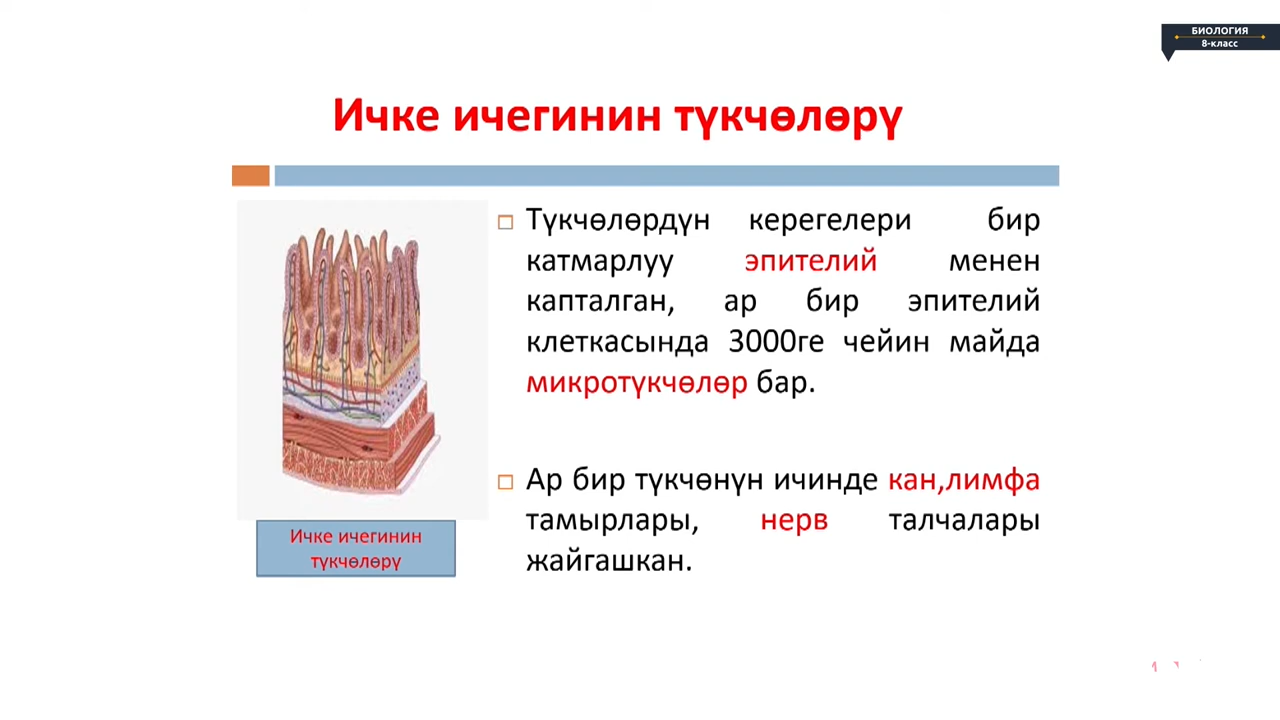 БИОЛОГИЯ
8-класс
Ичке ичегинин түкчөлөрү
Түкчөлөрдүн керегелери бир
катмарлуу эпителий менен
капталган, ар бир эпителий
клеткасында 3000ге чейин майда
микротүкчөлөр бар.
Ар бир түкчөнүн ичинде кан,лимфа
тамырлары, нерв талчалары
жайгашкан.
Ичке ичегинин
түкчөлөрү